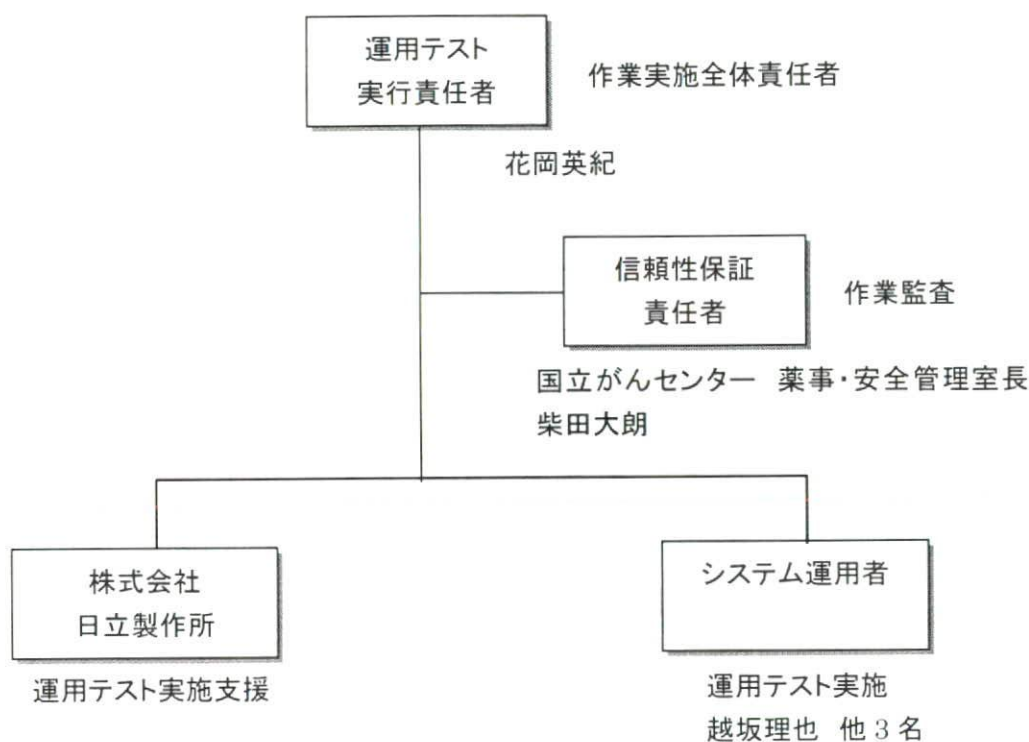 運用テスト
実行責任者
作業実施全体責任者
花岡英紀
信頼性保証
責任者
作業監査
国立がんセンター 薬事・安全管理室長
柴田大朗
株式会社
日立製作所
運用テスト実施支援
システム運用者
運用テスト実施
越坂理也 他3名